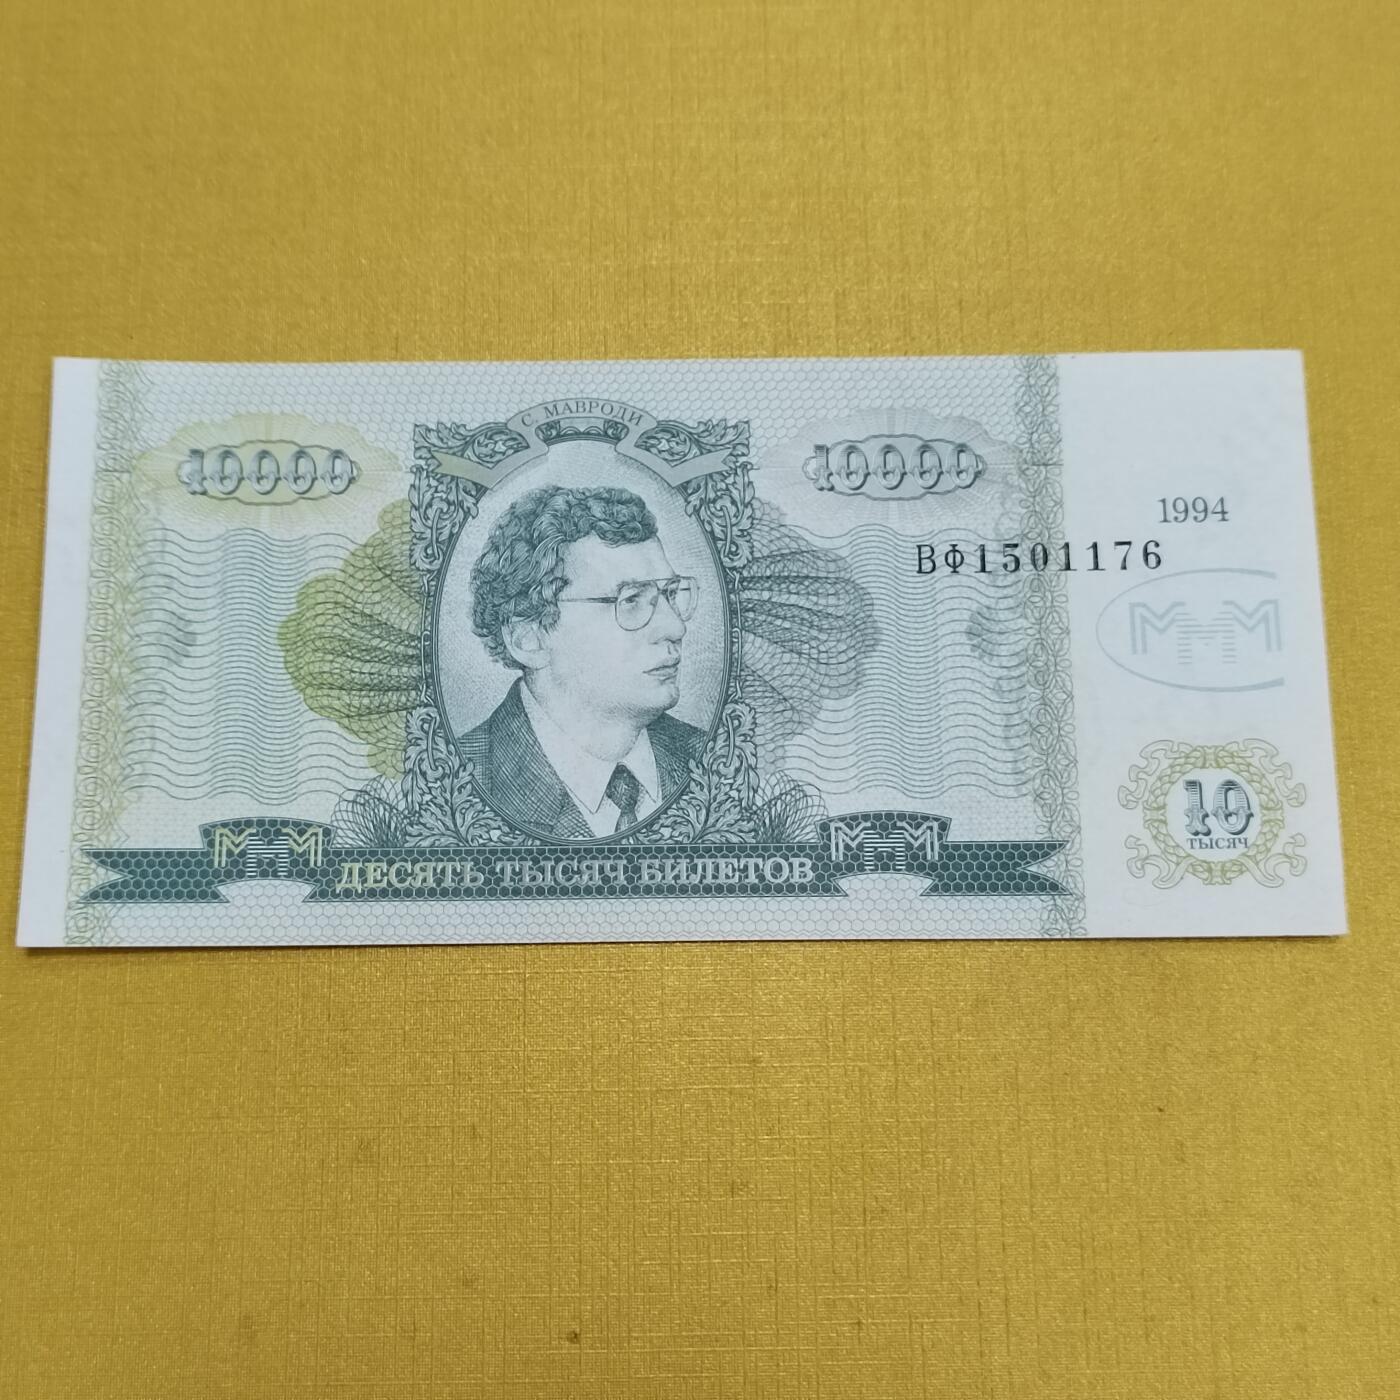 С. МАВРОДИ
10000
10000
1994
ВФ1501176
МММ
10
ТЫСЯЧ
МММ
ДЕСЯТЬ ТЫСЯЧ БИЛЕТОВ
МММ